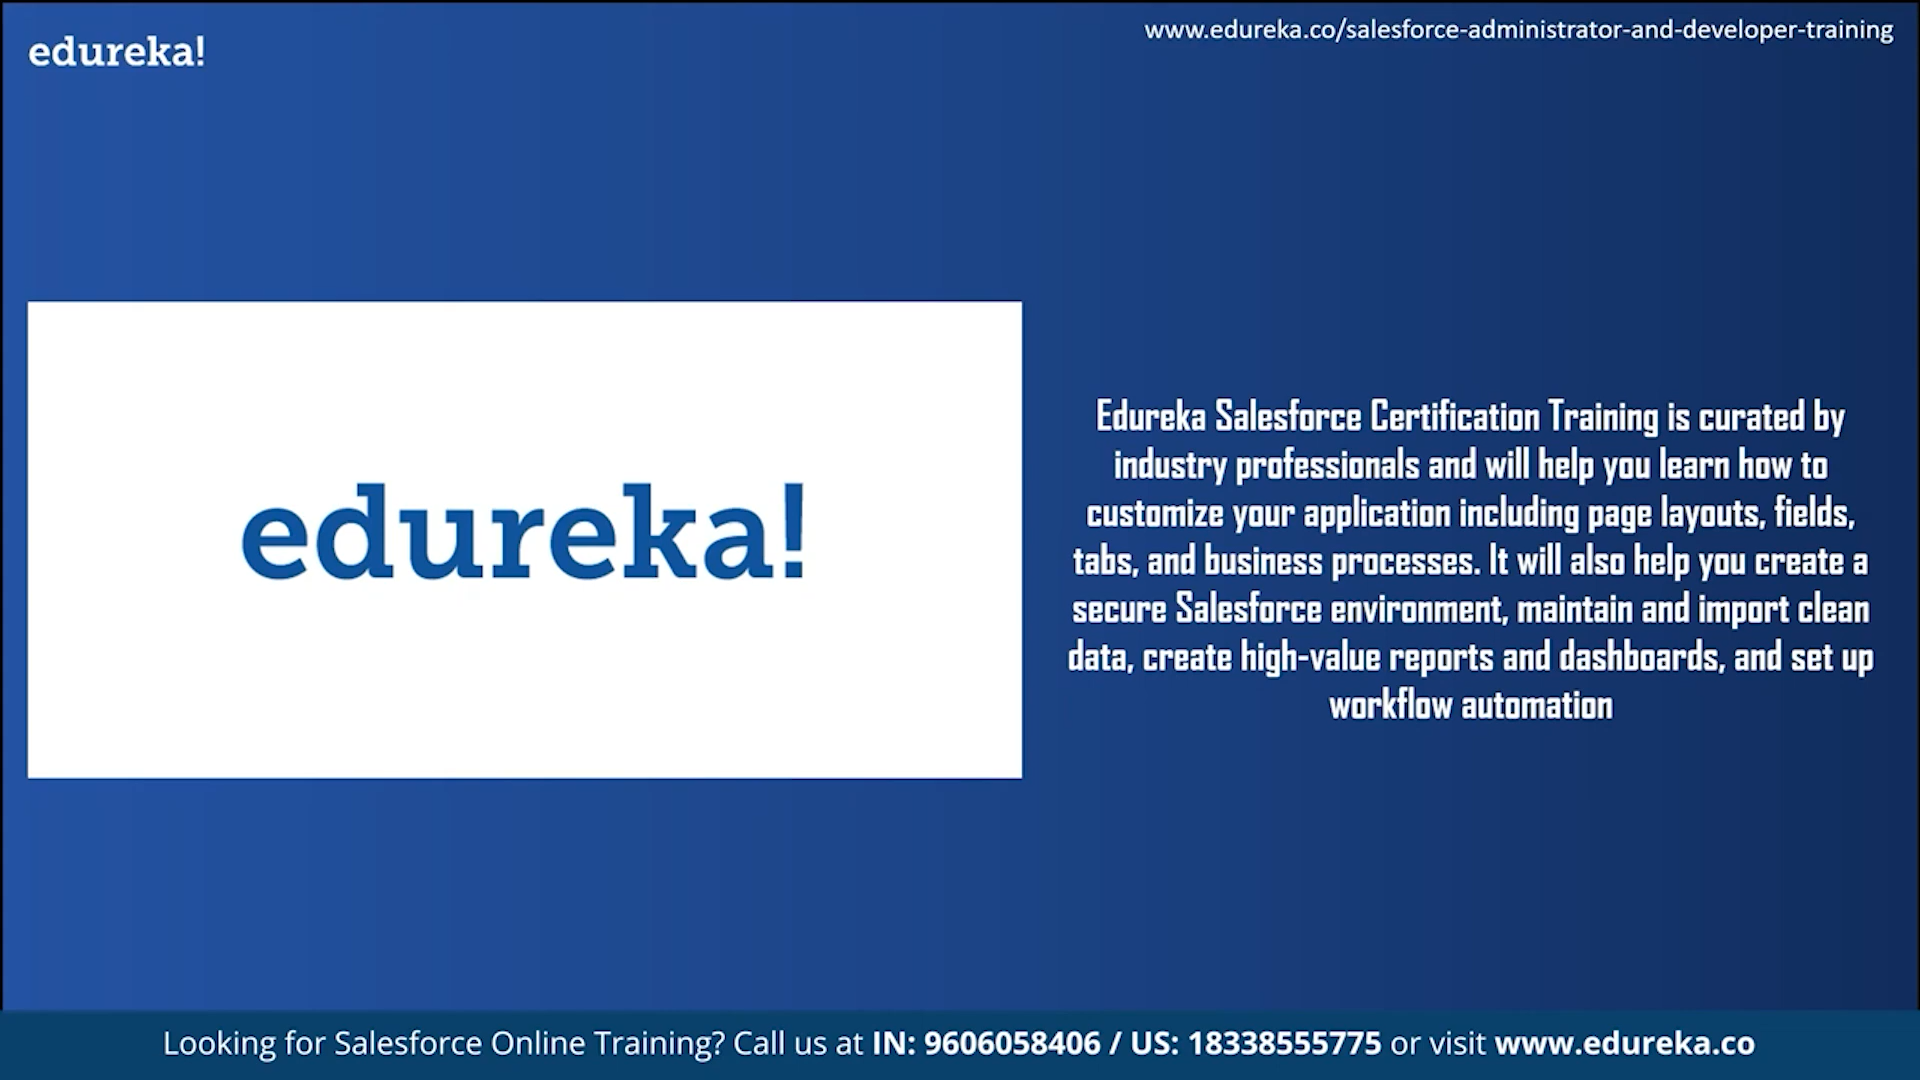 edureka!
www.edureka.co/salesforce-administrator-and-developer-training
edureka!
Edureka Salesforce Certification Training is curated by
industry professionals and will help you learn how to
customize your application including page layouts, fields,
tabs, and business processes. It will also help you create a
secure Salesforce environment, maintain and import clean
data, create high-value reports and dashboards, and set up
workflow automation
Looking for Salesforce Online Training? Call us at IN: 9606058406 / US: 18338555775 or visit www.edureka.co